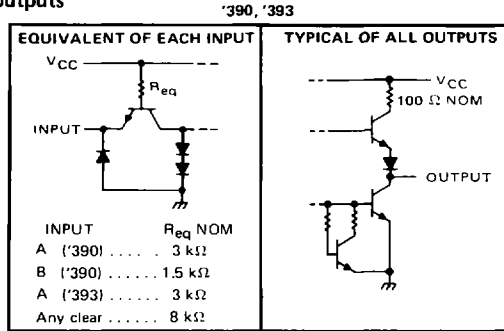 outputs
'390, '393
EQUIVALENT OF EACH INPUT
VCC
Req
INPUT
INPUT Req NOM
A ('390) ...... 3 kΩ
B ('390) ...... 1.5 kΩ
A ('393) ...... 3 kΩ
Any clear ...... 8 kΩ
TYPICAL OF ALL OUTPUTS
VCC
100 Ω NOM
OUTPUT